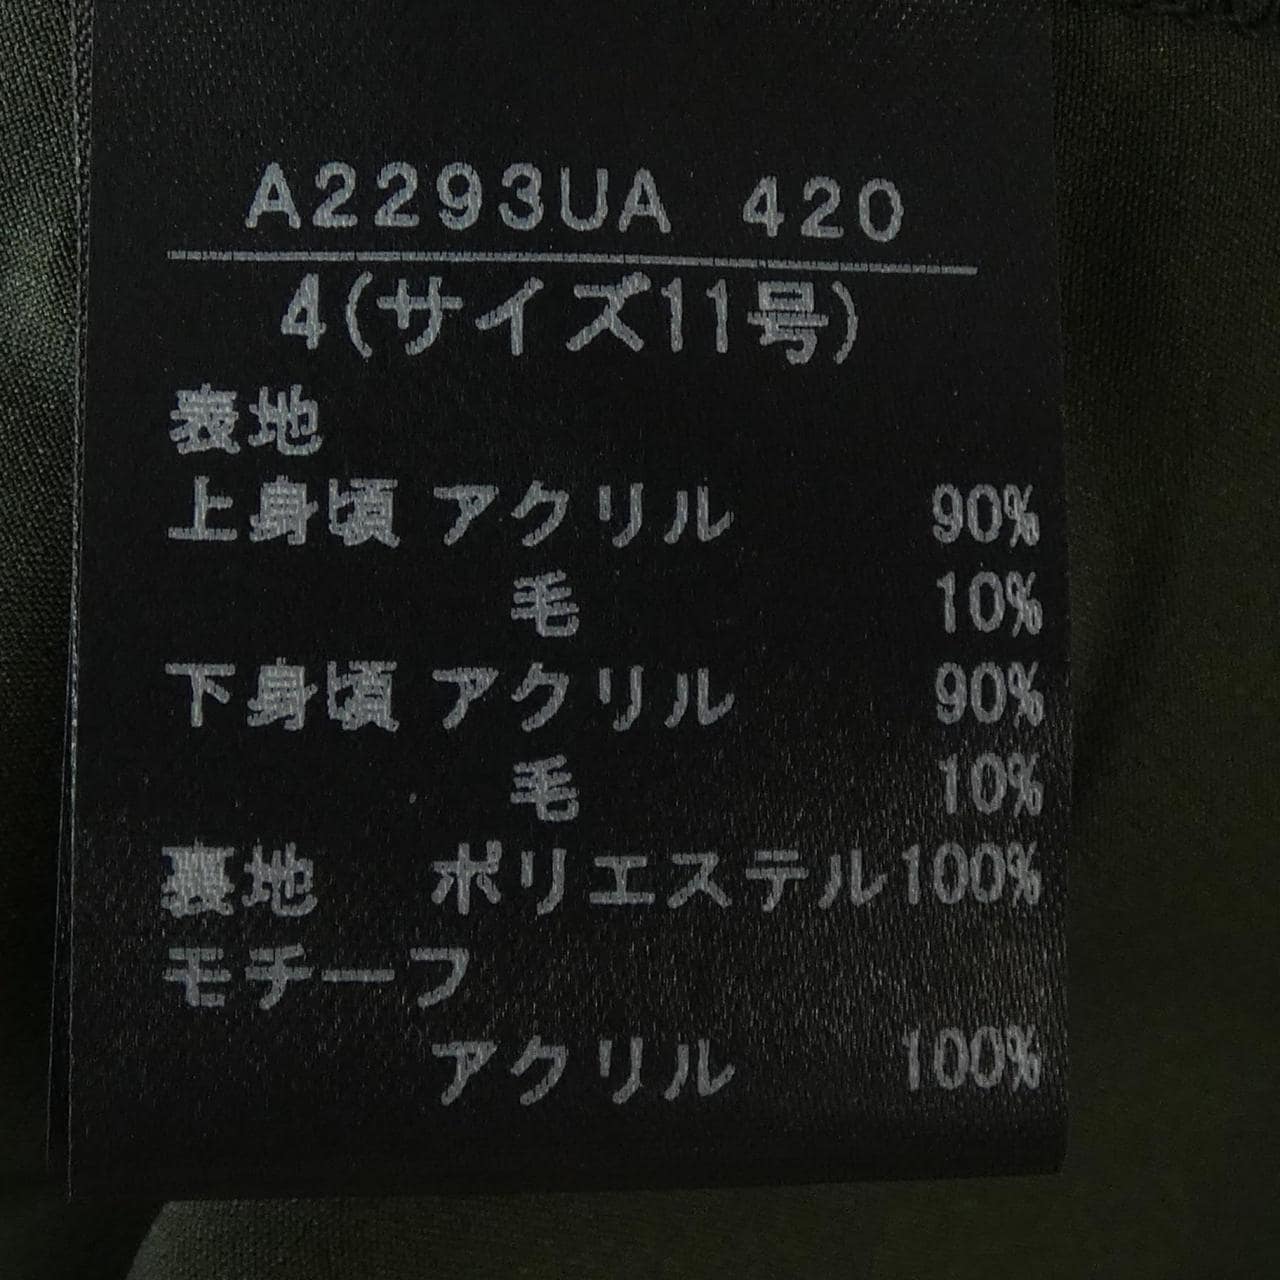 A2293UA 420
4(サイズ11号)
表地
上身頃 アクリル 90%
毛 10%
下身頃 アクリル 90%
毛 10%
裏地 ポリエステル100%
モチーフ
アクリル 100%